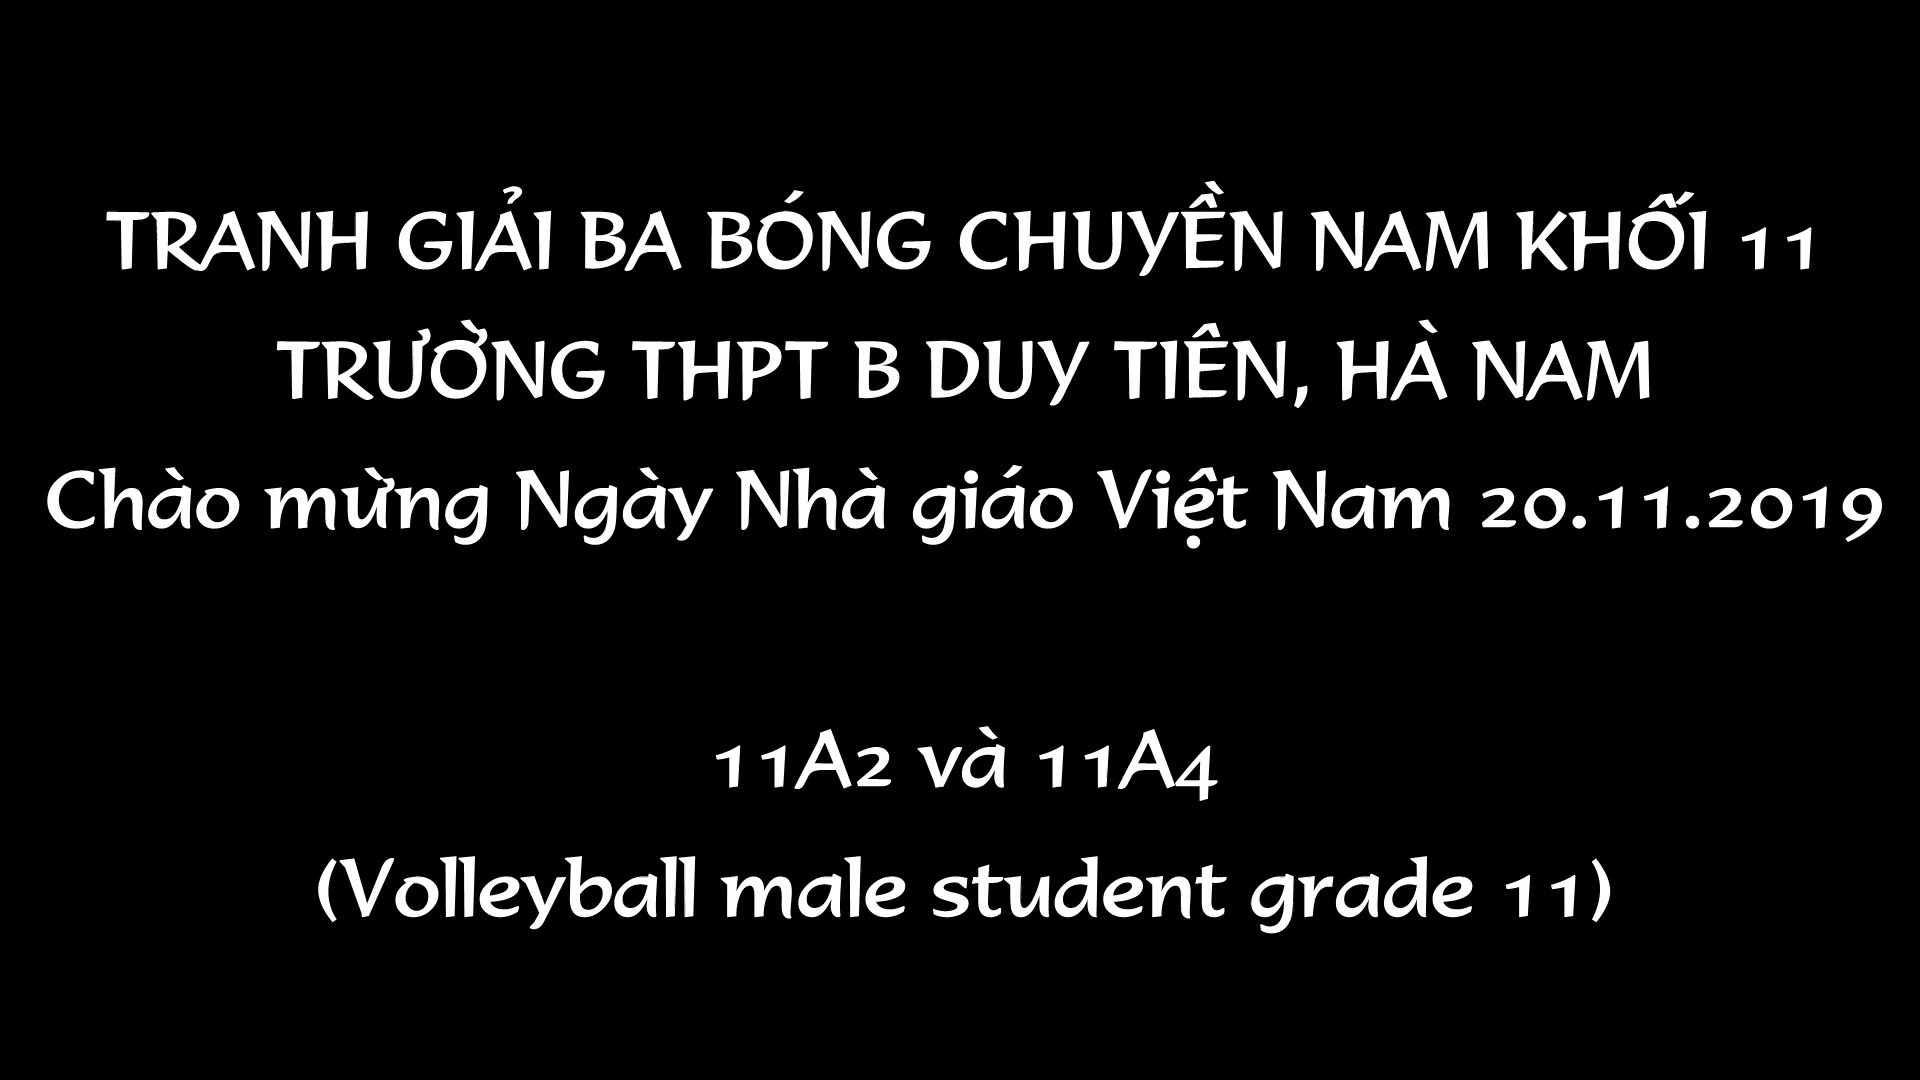 TRANH GIẢI BA BÓNG CHUYỀN NAM KHỐI 11
TRƯỜNG THPT B DUY TIÊN, HÀ NAM
Chào mừng Ngày Nhà giáo Việt Nam 20.11.2019
11A2 và 11A4
(Volleyball male student grade 11)